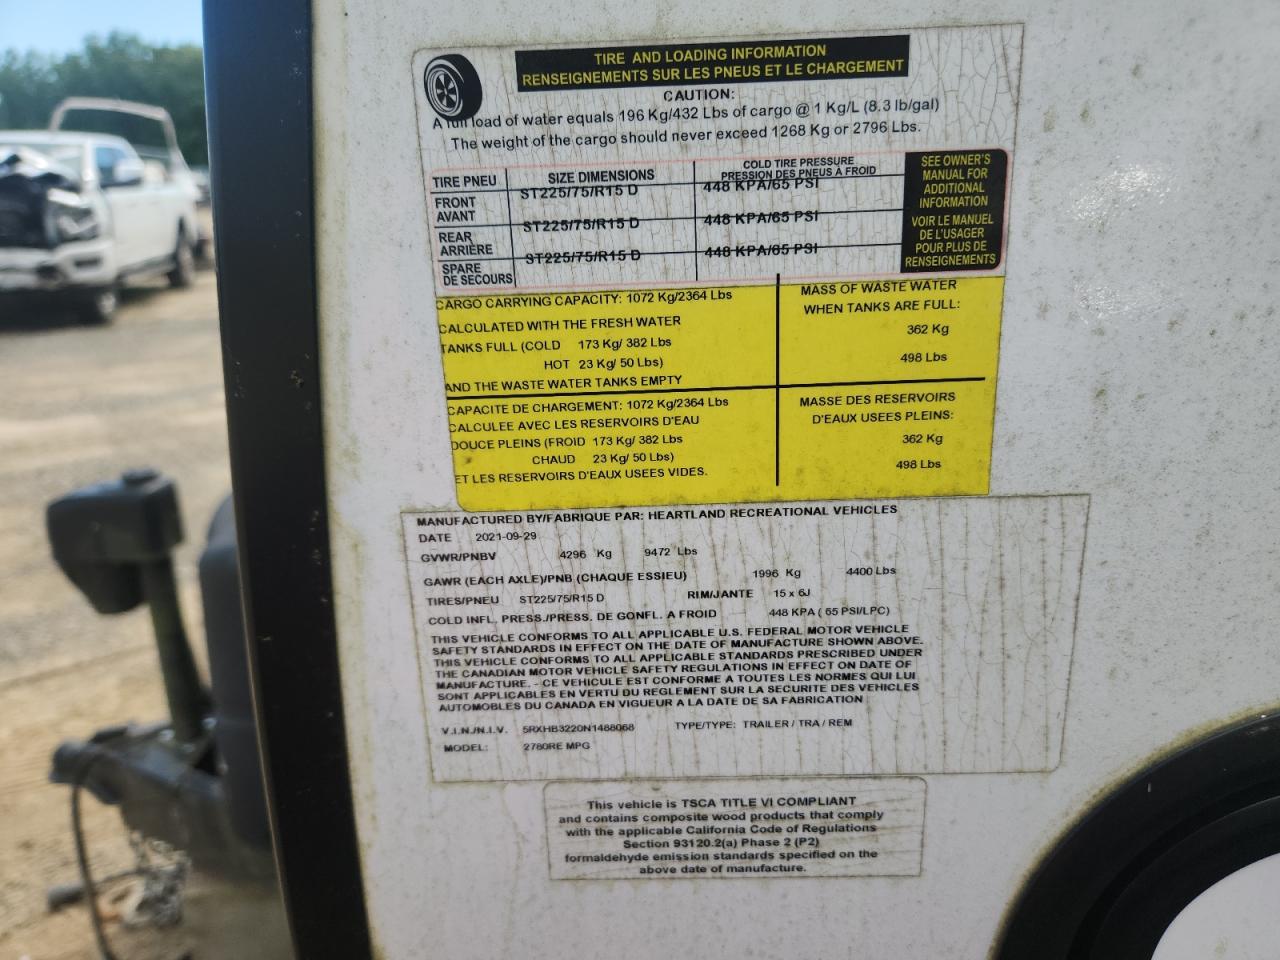 TIRE AND LOADING INFORMATION
RENSEIGNEMENTS SUR LES PNEUS ET LE CHARGEMENT
CAUTION:
A full load of water equals 196 Kg/432 Lbs of cargo @ 1 Kg/L (8.3 lb/gal)
The weight of the cargo should never exceed 1268 Kg or 2796 Lbs.
TIRE PNEU SIZE DIMENSIONS COLD TIRE PRESSURE
PRESSION DES PNEUS A FROID
FRONT
AVANT ST225/75/R15 D 448 KPA/65 PSI
REAR
ARRIÈRE ST225/75/R15 D 448 KPA/65 PSI
SPARE
DE SECOURS ST225/75/R15 D 448 KPA/65 PSI
SEE OWNER'S
MANUAL FOR
ADDITIONAL
INFORMATION
VOIR LE MANUEL
DE L'USAGER
POUR PLUS DE
RENSEIGNEMENTS
CARGO CARRYING CAPACITY: 1072 Kg/2364 Lbs
CALCULATED WITH THE FRESH WATER
TANKS FULL (COLD 173 Kg/ 382 Lbs
HOT 23 Kg/ 50 Lbs)
AND THE WASTE WATER TANKS EMPTY
MASS OF WASTE WATER
WHEN TANKS ARE FULL:
362 Kg
498 Lbs
CAPACITE DE CHARGEMENT: 1072 Kg/2364 Lbs
CALCULEE AVEC LES RESERVOIRS D'EAU
DOUCE PLEINS (FROID 173 Kg/ 382 Lbs
CHAUD 23 Kg/ 50 Lbs)
ET LES RESERVOIRS D'EAUX USEES VIDES.
MASSE DES RESERVOIRS
D'EAUX USEES PLEINS:
362 Kg
498 Lbs
MANUFACTURED BY/FABRIQUE PAR: HEARTLAND RECREATIONAL VEHICLES
DATE 2021-09-29
GVWR/PNBV 4296 Kg 9472 Lbs
GAWR (EACH AXLE)/PNB (CHAQUE ESSIEU) 1996 Kg 4400 Lbs
TIRES/PNEU ST225/75/R15 D RIM/JANTE 15 x 6J
COLD INFL. PRESS./PRESS. DE GONFL. A FROID 448 KPA ( 65 PSI/LPC)
THIS VEHICLE CONFORMS TO ALL APPLICABLE U.S. FEDERAL MOTOR VEHICLE
SAFETY STANDARDS IN EFFECT ON THE DATE OF MANUFACTURE SHOWN ABOVE.
THIS VEHICLE CONFORMS TO ALL APPLICABLE STANDARDS PRESCRIBED UNDER
THE CANADIAN MOTOR VEHICLE SAFETY REGULATIONS IN EFFECT ON DATE OF
MANUFACTURE. - CE VEHICULE EST CONFORME A TOUTES LES NORMES QUI LUI
SONT APPLICABLES EN VERTU DU REGLEMENT SUR LA SECURITE DES VEHICLES
AUTOMOBILES DU CANADA EN VIGUEUR A LA DATE DE SA FABRICATION
V.I.N./N.I.V. 5RXHB3220N1488068 TYPE/TYPE: TRAILER / TRA / REM
MODEL: 2780RE MPG
This vehicle is TSCA TITLE VI COMPLIANT
and contains composite wood products that comply
with the applicable California Code of Regulations
Section 93120.2(a) Phase 2 (P2)
formaldehyde emission standards specified on the
above date of manufacture.